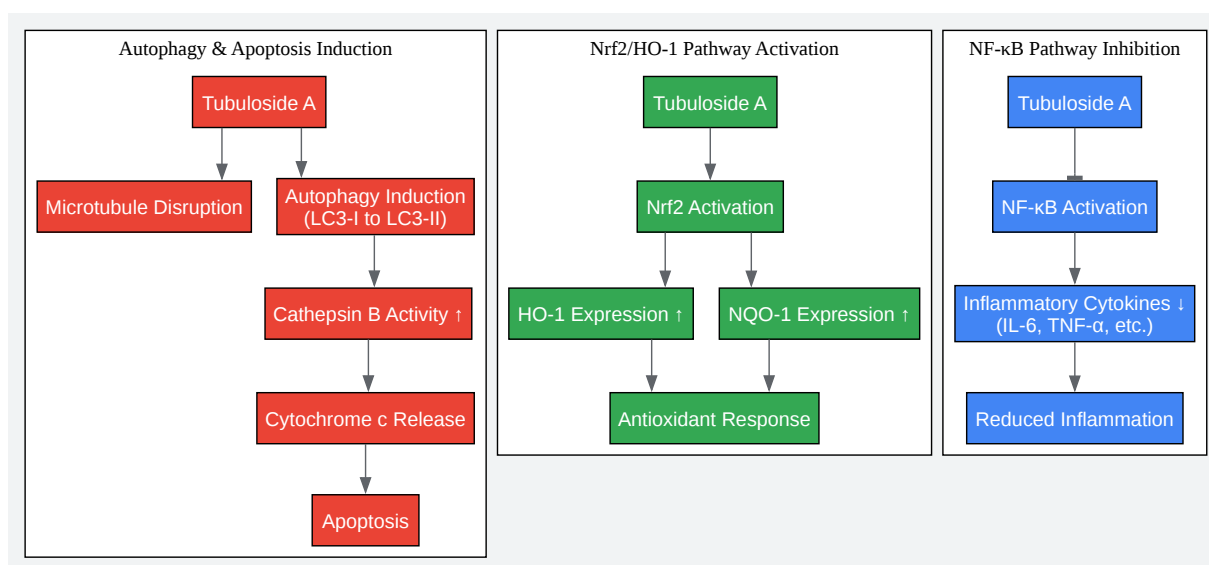 Autophagy & Apoptosis Induction
Tubuloside A
Microtubule Disruption
Autophagy Induction
(LC3-I to LC3-II)
Cathepsin B Activity ↑
Cytochrome c Release
Apoptosis
Nrf2/HO-1 Pathway Activation
Tubuloside A
Nrf2 Activation
HO-1 Expression ↑
NQO-1 Expression ↑
Antioxidant Response
NF-κB Pathway Inhibition
Tubuloside A
NF-κB Activation
Inflammatory Cytokines ↓
(IL-6, TNF-α, etc.)
Reduced Inflammation